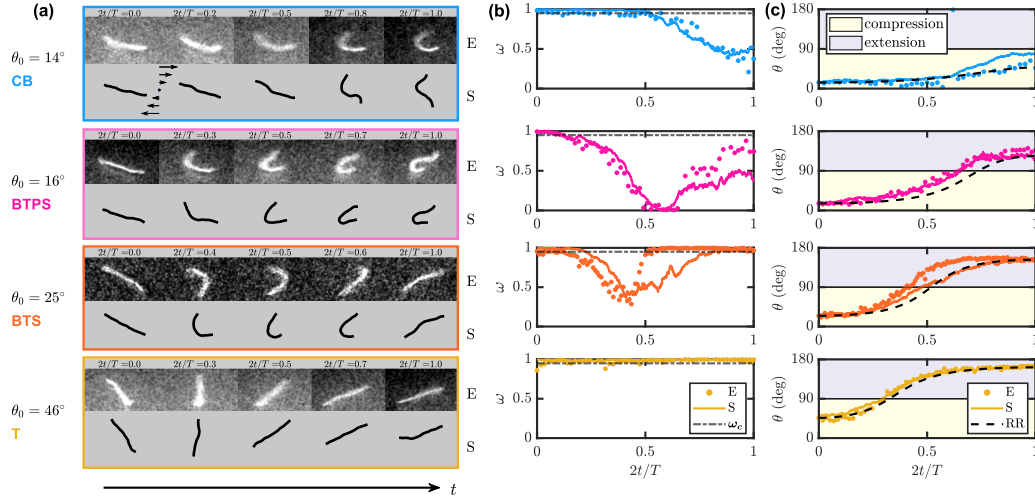 (a)
2t/T =0.0 2t/T =0.2 2t/T =0.5 2t/T =0.8 2t/T =1.0
θ0 = 14°
CB
E
S
2t/T =0.0 2t/T =0.3 2t/T =0.5 2t/T =0.7 2t/T =1.0
θ0 = 16°
BTPS
E
S
2t/T =0.0 2t/T =0.4 2t/T =0.5 2t/T =0.6 2t/T =1.0
θ0 = 25°
BTS
E
S
2t/T =0.0 2t/T =0.3 2t/T =0.5 2t/T =0.7 2t/T =1.0
θ0 = 46°
T
E
S
t
(b)
1
ω 0.5
0
0 0.5 1
1
ω 0.5
0
0 0.5 1
1
ω 0.5
0
0 0.5 1
1
ω 0.5
0
E
S
ωc
0 0.5 1
2t/T
(c)
180
θ (deg) 90
0
compression
extension
0 0.5 1
180
θ (deg) 90
0
0 0.5 1
180
θ (deg) 90
0
0 0.5 1
180
θ (deg) 90
0
E
S
RR
0 0.5 1
2t/T